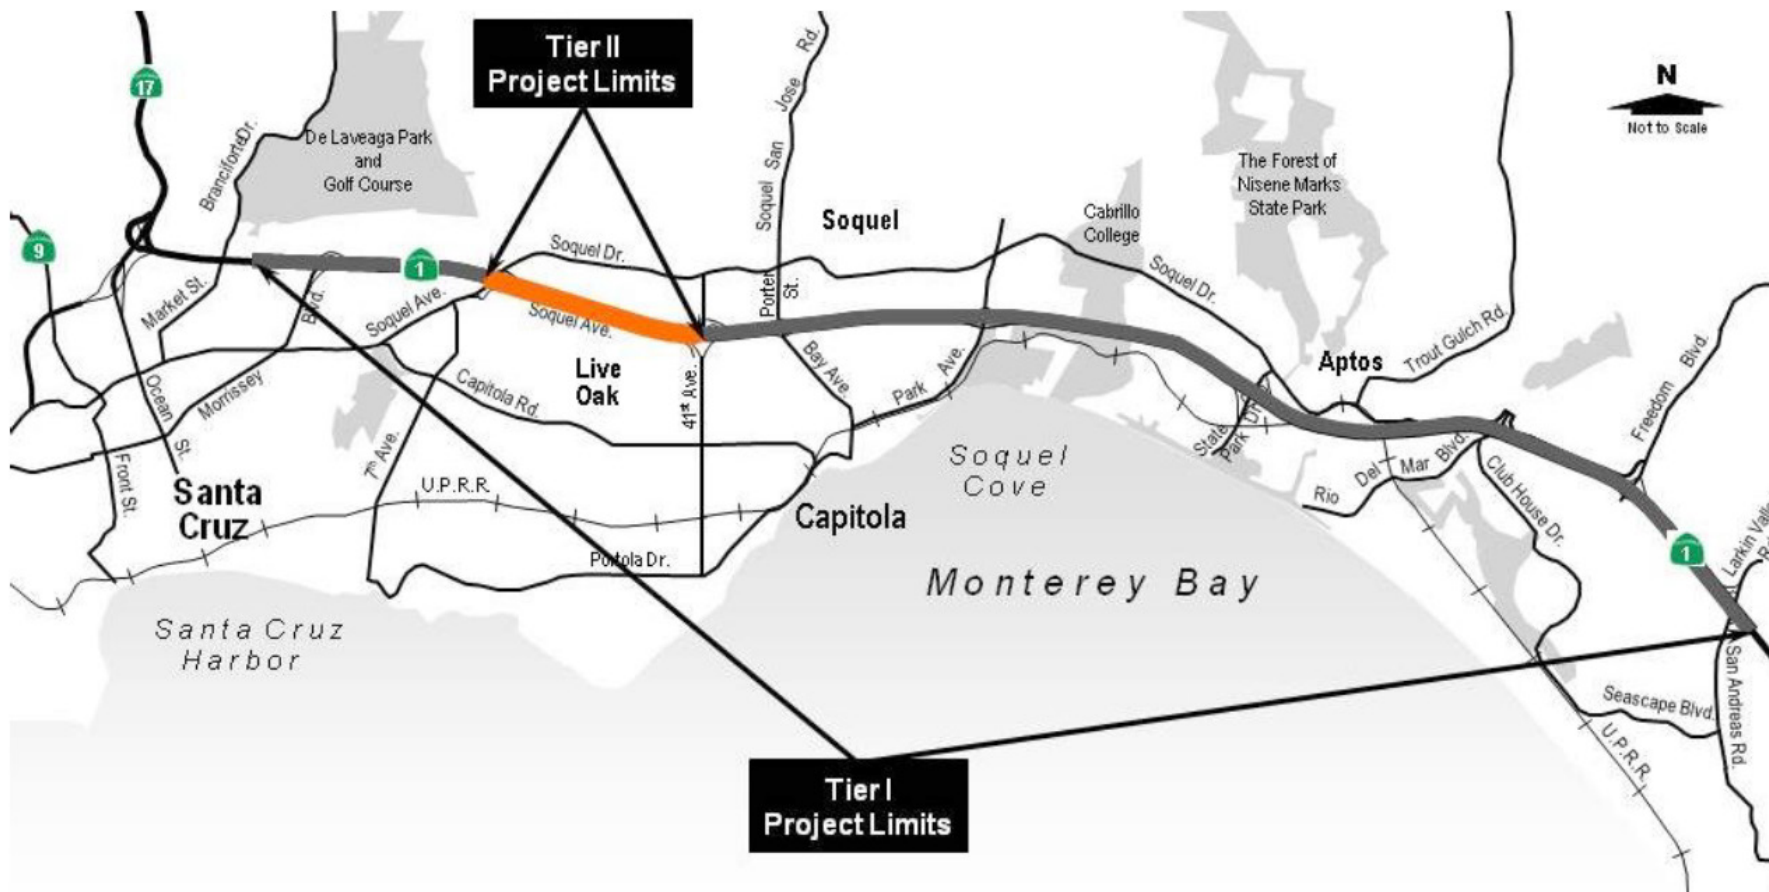 Tier II
Project Limits
17
Rd.
Jose
San
Soquel
N
Not to Scale
Branciforte Dr.
De Laveaga Park
and
Golf Course
The Forest of
Nisene Marks
State Park
Cabrillo
College
Soquel
9
1
Soquel Dr.
Soquel Dr.
Porter
St.
Market St.
Blvd.
Soquel Ave.
Soquel Ave.
Trout Gulch Rd.
Live
Oak
Bay Ave.
Park Ave.
Aptos
Freedom Blvd.
Ocean St.
Morrissey
Capitola Rd.
41st Ave.
State
Park Dr.
7th Ave.
Front St.
Santa
Cruz
U.P.R.R.
Soquel
Cove
Rio Del Mar Blvd.
Club House Dr.
Capitola
Portola Dr.
Monterey Bay
1
Larkin Valle
Santa Cruz
Harbor
San Andreas Rd.
Seascape Blvd.
U.P.R.R.
Tier I
Project Limits